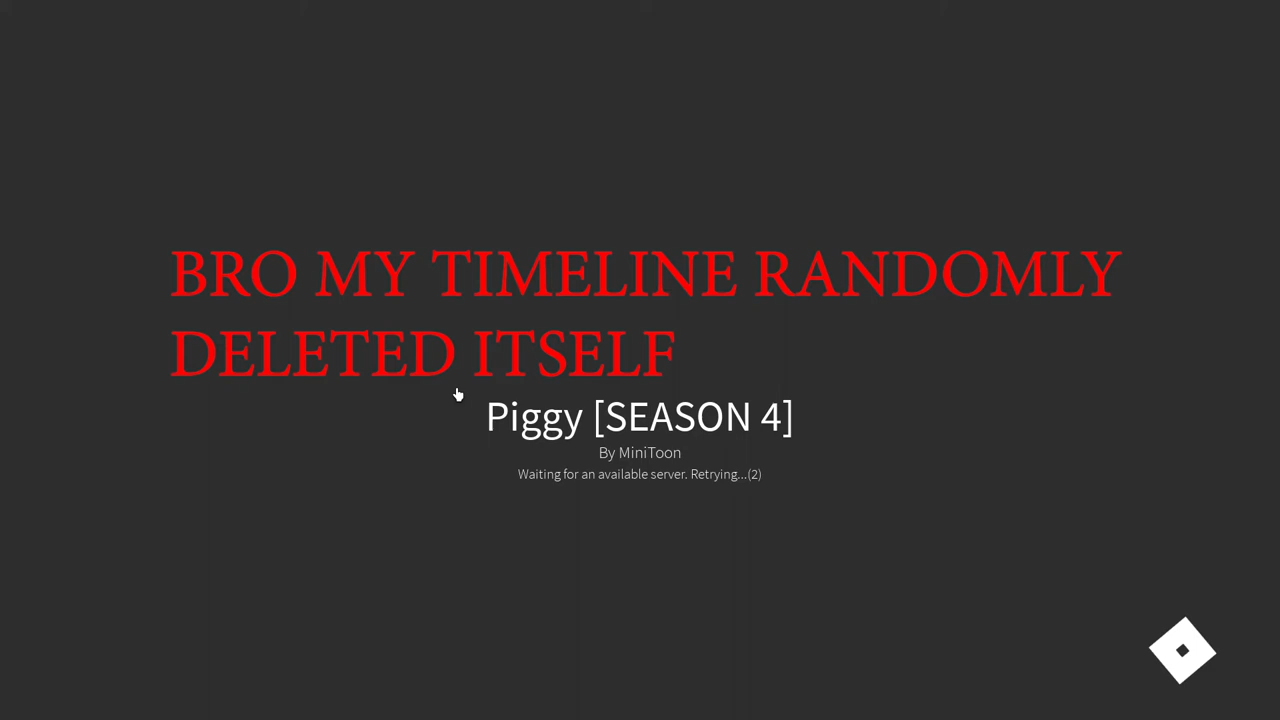 BRO MY TIMELINE RANDOMLY
DELETED ITSELF
Piggy [SEASON 4]
By MiniToon
Waiting for an available server. Retrying...(2)